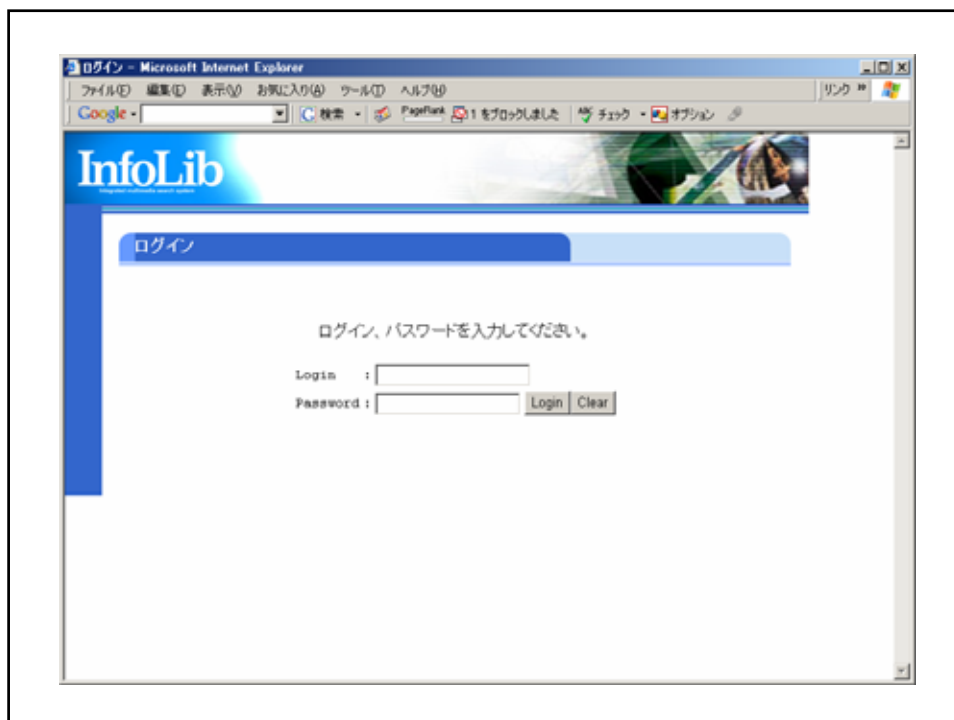 ログイン - Microsoft Internet Explorer
ファイル(F) 編集(E) 表示(V) お気に入り(A) ツール(T) ヘルプ(H) リンク »
Google 検索 PageRank 1 をブロックしました チェック オプション
InfoLib
Integrated multimedia search system
ログイン
ログイン、パスワードを入力してください。
Login :
Password : Login Clear